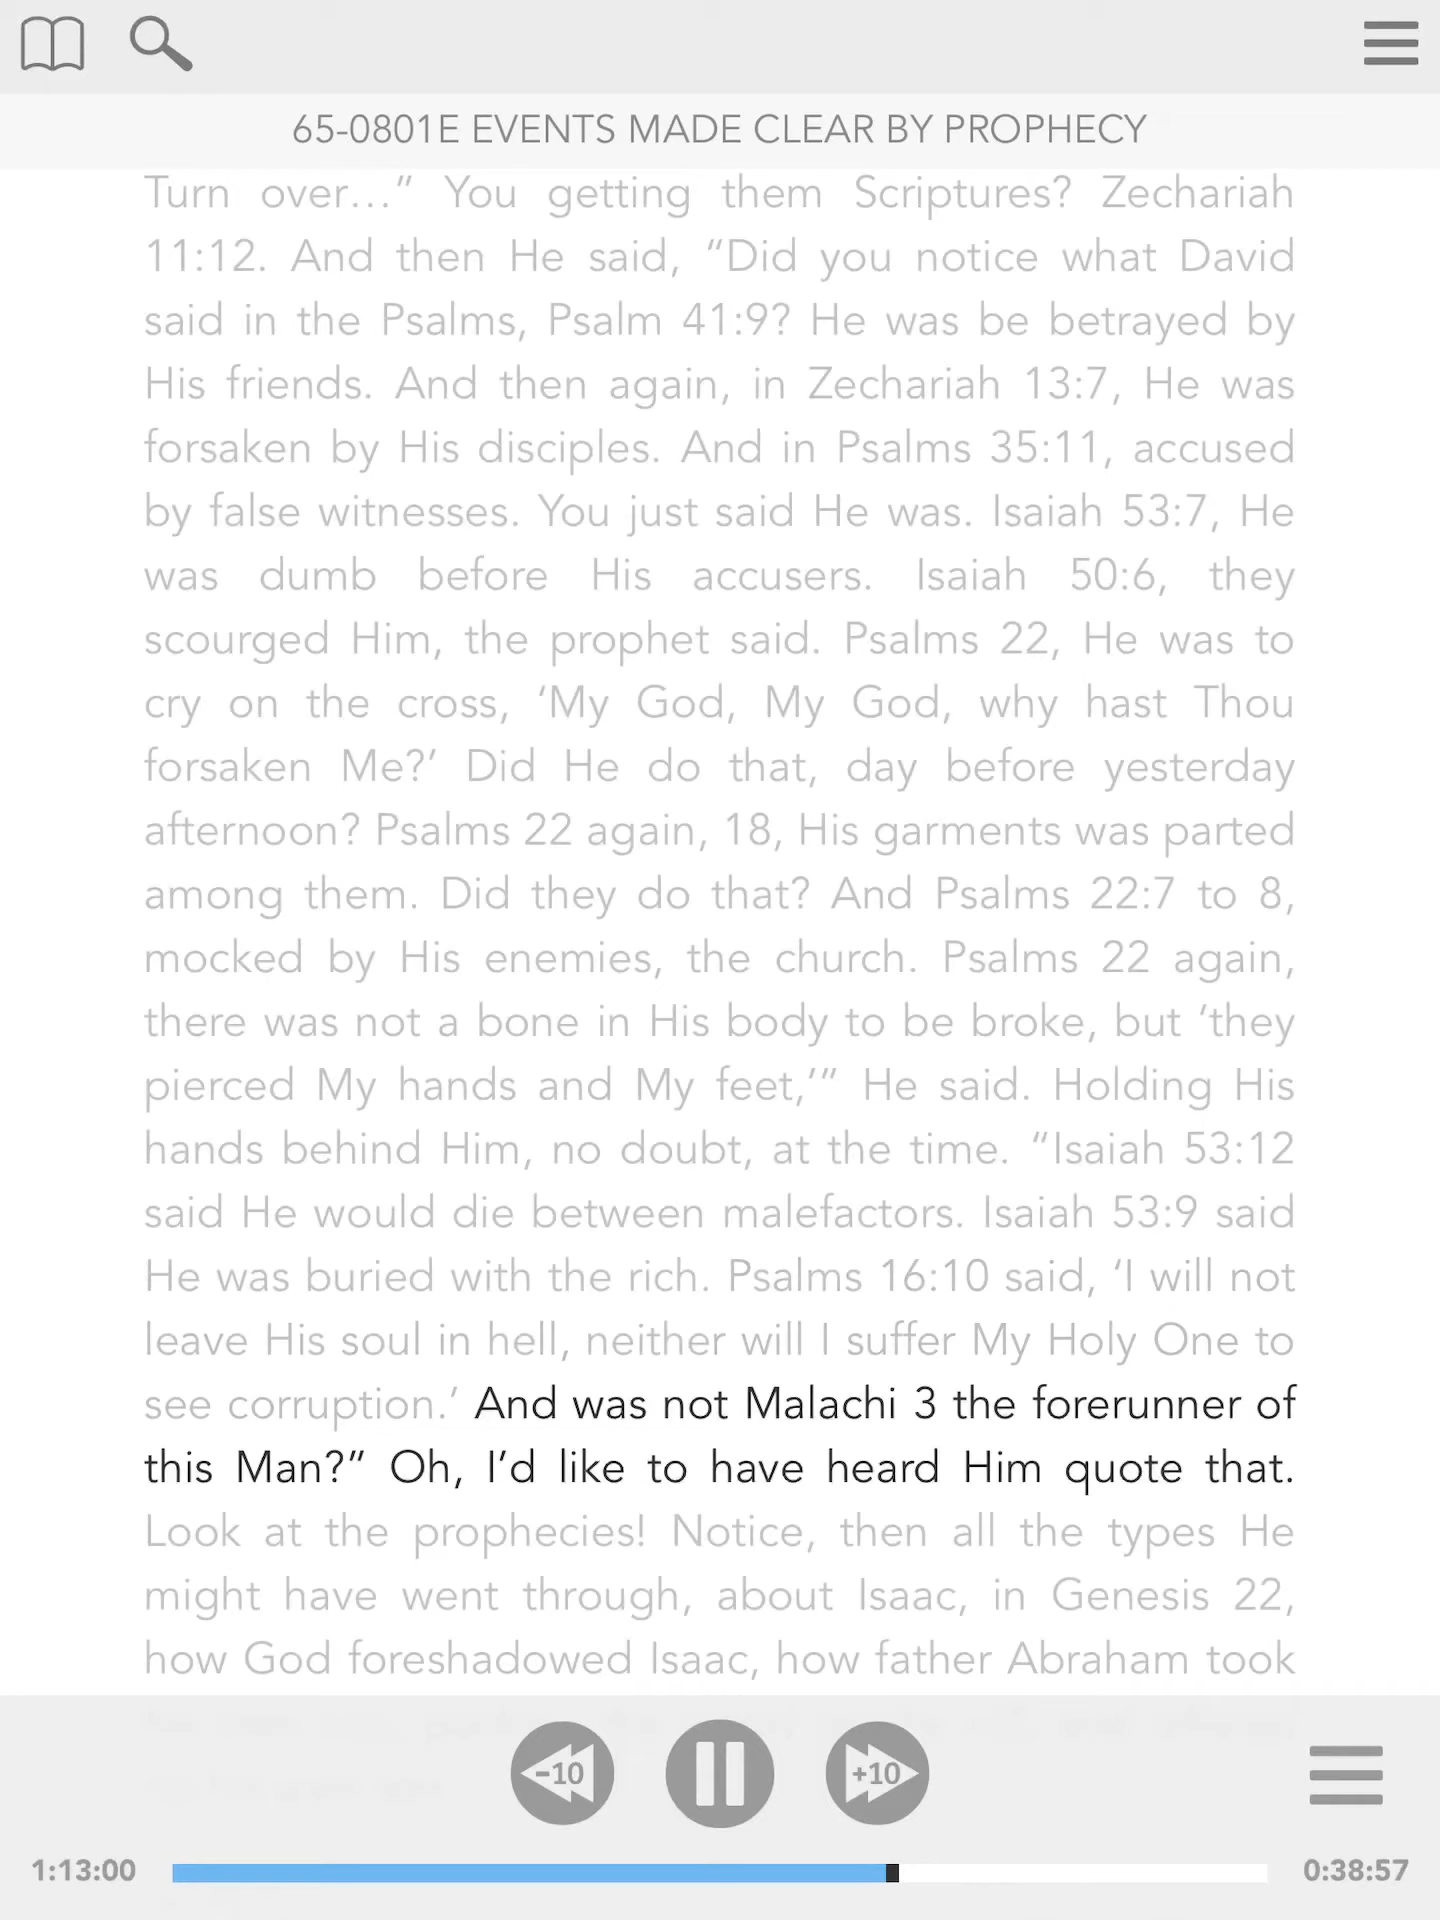 65-0801E EVENTS MADE CLEAR BY PROPHECY
Turn over…” You getting them Scriptures? Zechariah
11:12. And then He said, “Did you notice what David
said in the Psalms, Psalm 41:9? He was be betrayed by
His friends. And then again, in Zechariah 13:7, He was
forsaken by His disciples. And in Psalms 35:11, accused
by false witnesses. You just said He was. Isaiah 53:7, He
was dumb before His accusers. Isaiah 50:6, they
scourged Him, the prophet said. Psalms 22, He was to
cry on the cross, ‘My God, My God, why hast Thou
forsaken Me?’ Did He do that, day before yesterday
afternoon? Psalms 22 again, 18, His garments was parted
among them. Did they do that? And Psalms 22:7 to 8,
mocked by His enemies, the church. Psalms 22 again,
there was not a bone in His body to be broke, but ‘they
pierced My hands and My feet,’” He said. Holding His
hands behind Him, no doubt, at the time. “Isaiah 53:12
said He would die between malefactors. Isaiah 53:9 said
He was buried with the rich. Psalms 16:10 said, ‘I will not
leave His soul in hell, neither will I suffer My Holy One to
see corruption.’ And was not Malachi 3 the forerunner of
this Man?” Oh, I’d like to have heard Him quote that.
Look at the prophecies! Notice, then all the types He
might have went through, about Isaac, in Genesis 22,
how God foreshadowed Isaac, how father Abraham took
-10 +10
1:13:00 0:38:57